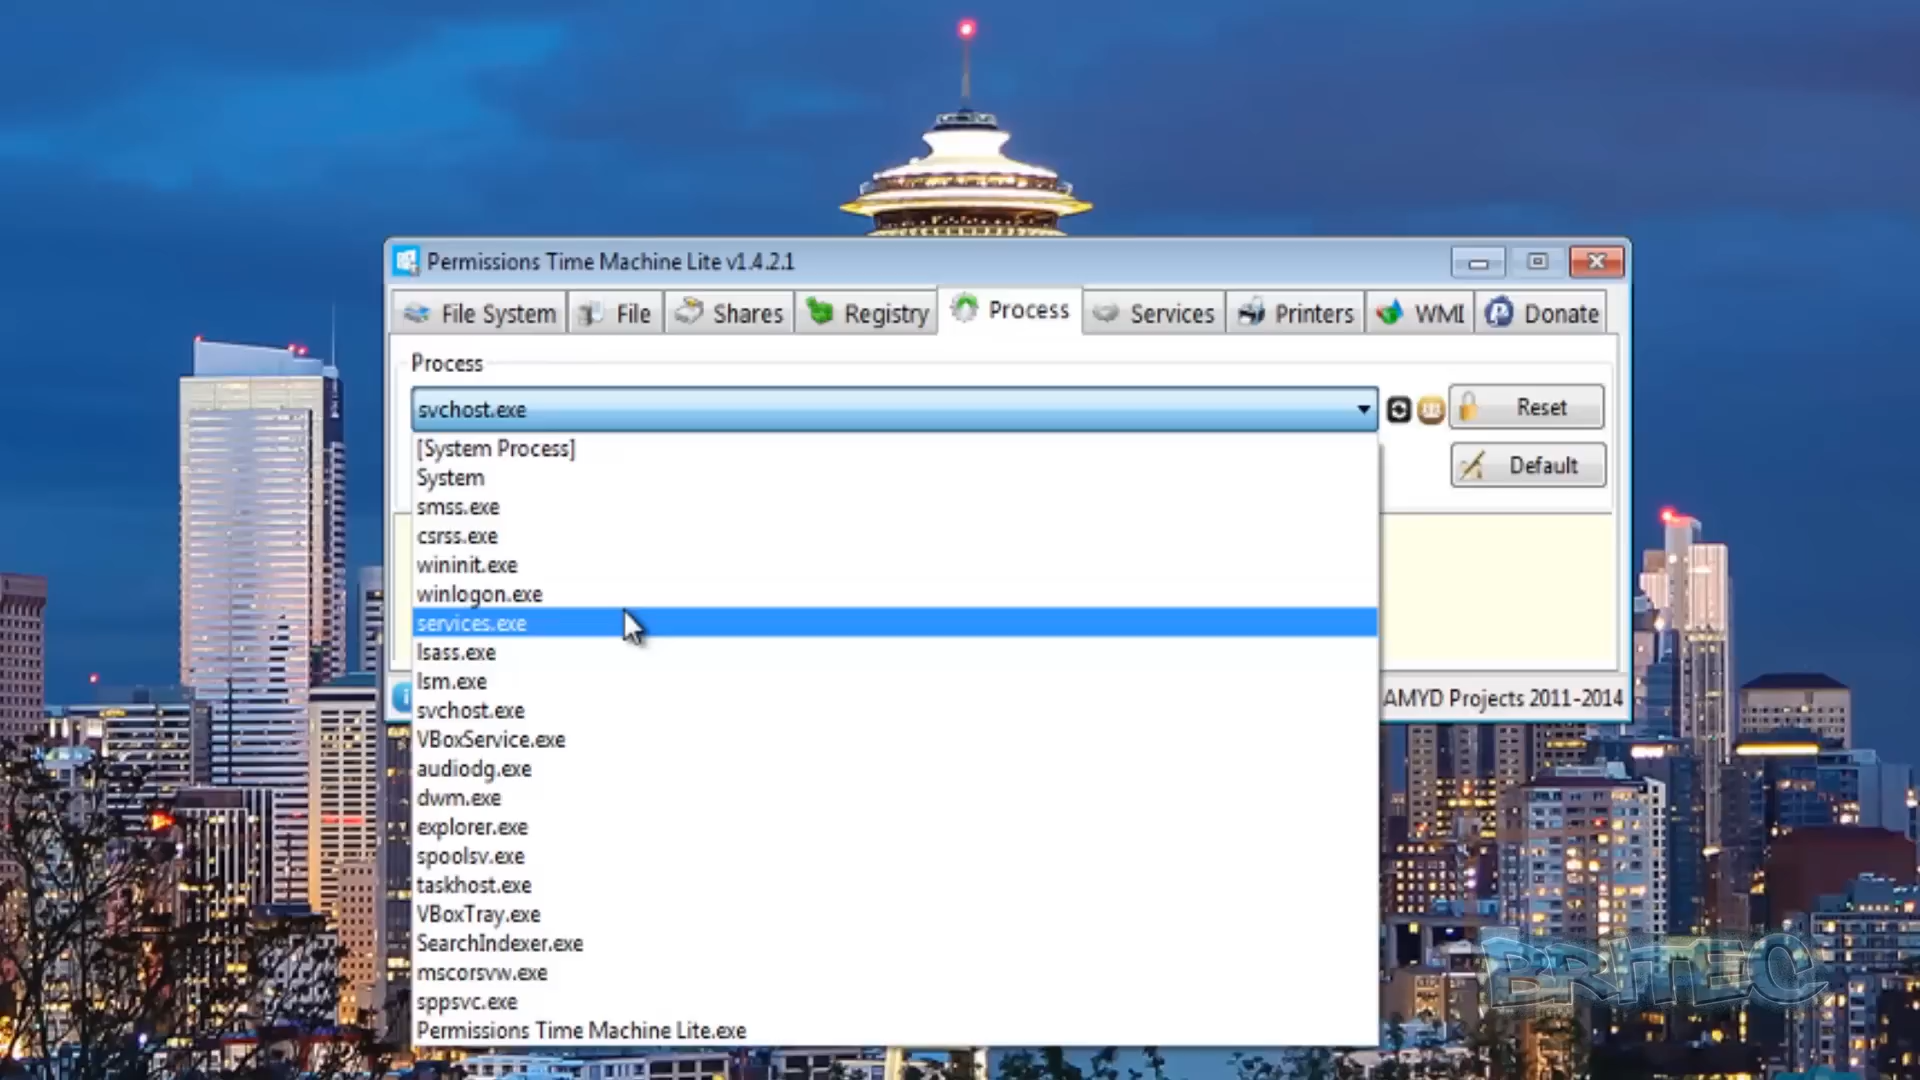 Permissions Time Machine Lite v1.4.2.1
File System File Shares Registry Process Services Printers WMI Donate
Process
svchost.exe
Reset
Default
[System Process]
System
smss.exe
csrss.exe
wininit.exe
winlogon.exe
services.exe
lsass.exe
lsm.exe
svchost.exe
VBoxService.exe
audiodg.exe
dwm.exe
explorer.exe
spoolsv.exe
taskhost.exe
VBoxTray.exe
SearchIndexer.exe
mscorsvw.exe
sppsvc.exe
Permissions Time Machine Lite.exe
AMYD Projects 2011-2014
BRITEC